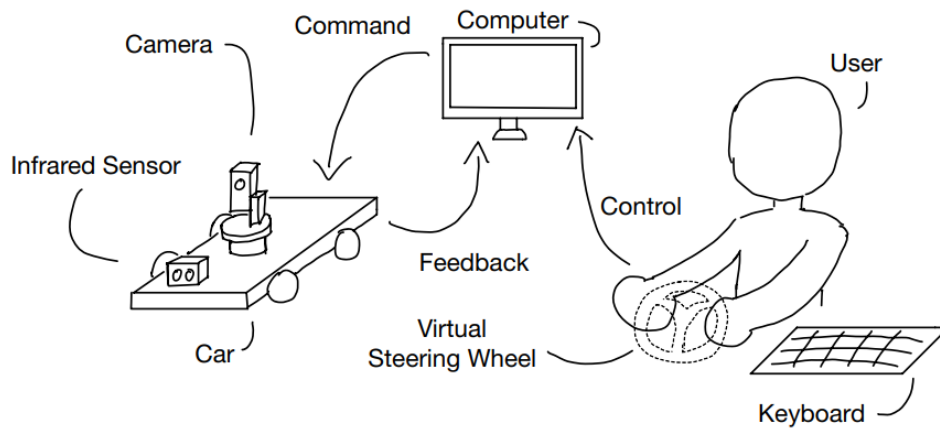 Command
Computer
Camera
User
Infrared Sensor
Control
Feedback
Virtual
Steering Wheel
Car
Keyboard